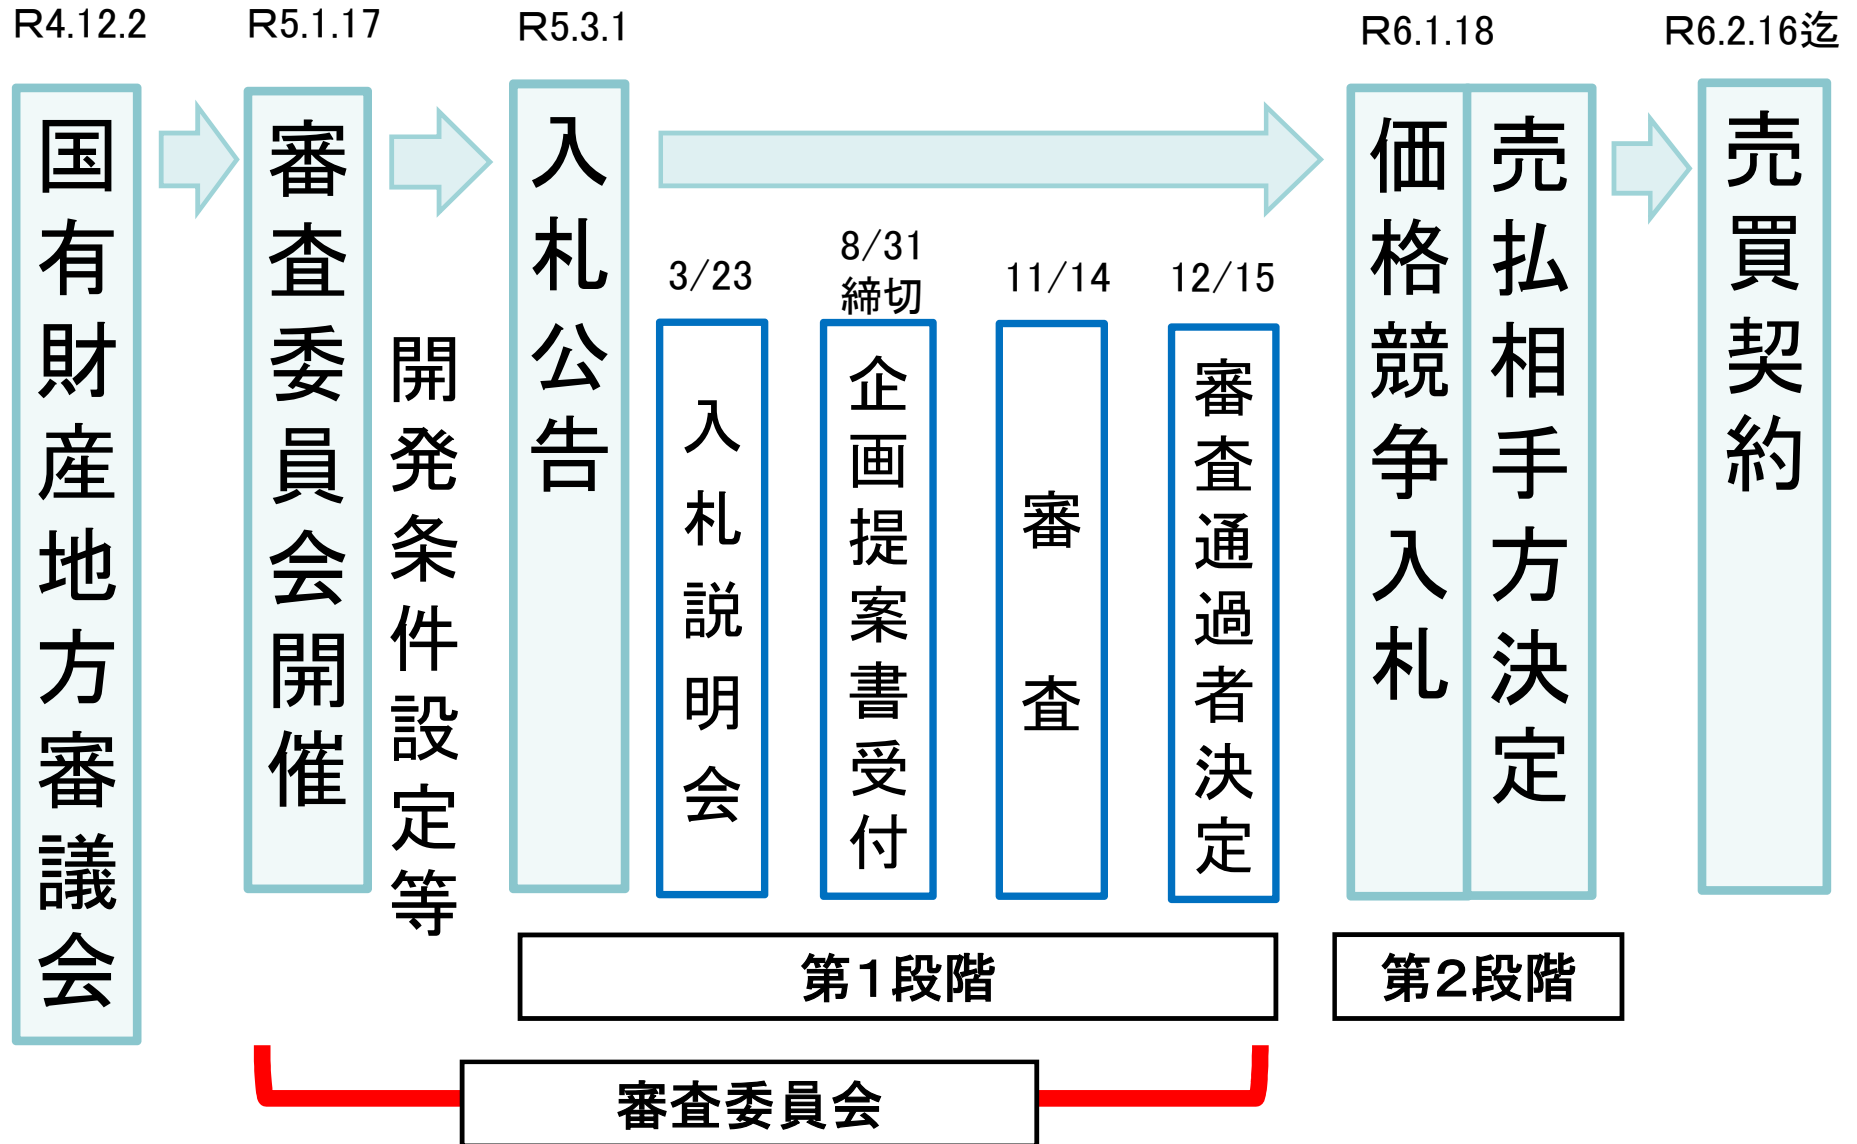 R4.12.2
国有財産地方審議会
R5.1.17
審査委員会開催
開発条件設定等
R5.3.1
入札公告
3/23
入札説明会
8/31
締切
企画提案書受付
11/14
審査
12/15
審査通過者決定
R6.1.18
価格競争入札
売払相手方決定
R6.2.16迄
売買契約
第1段階
第2段階
審査委員会